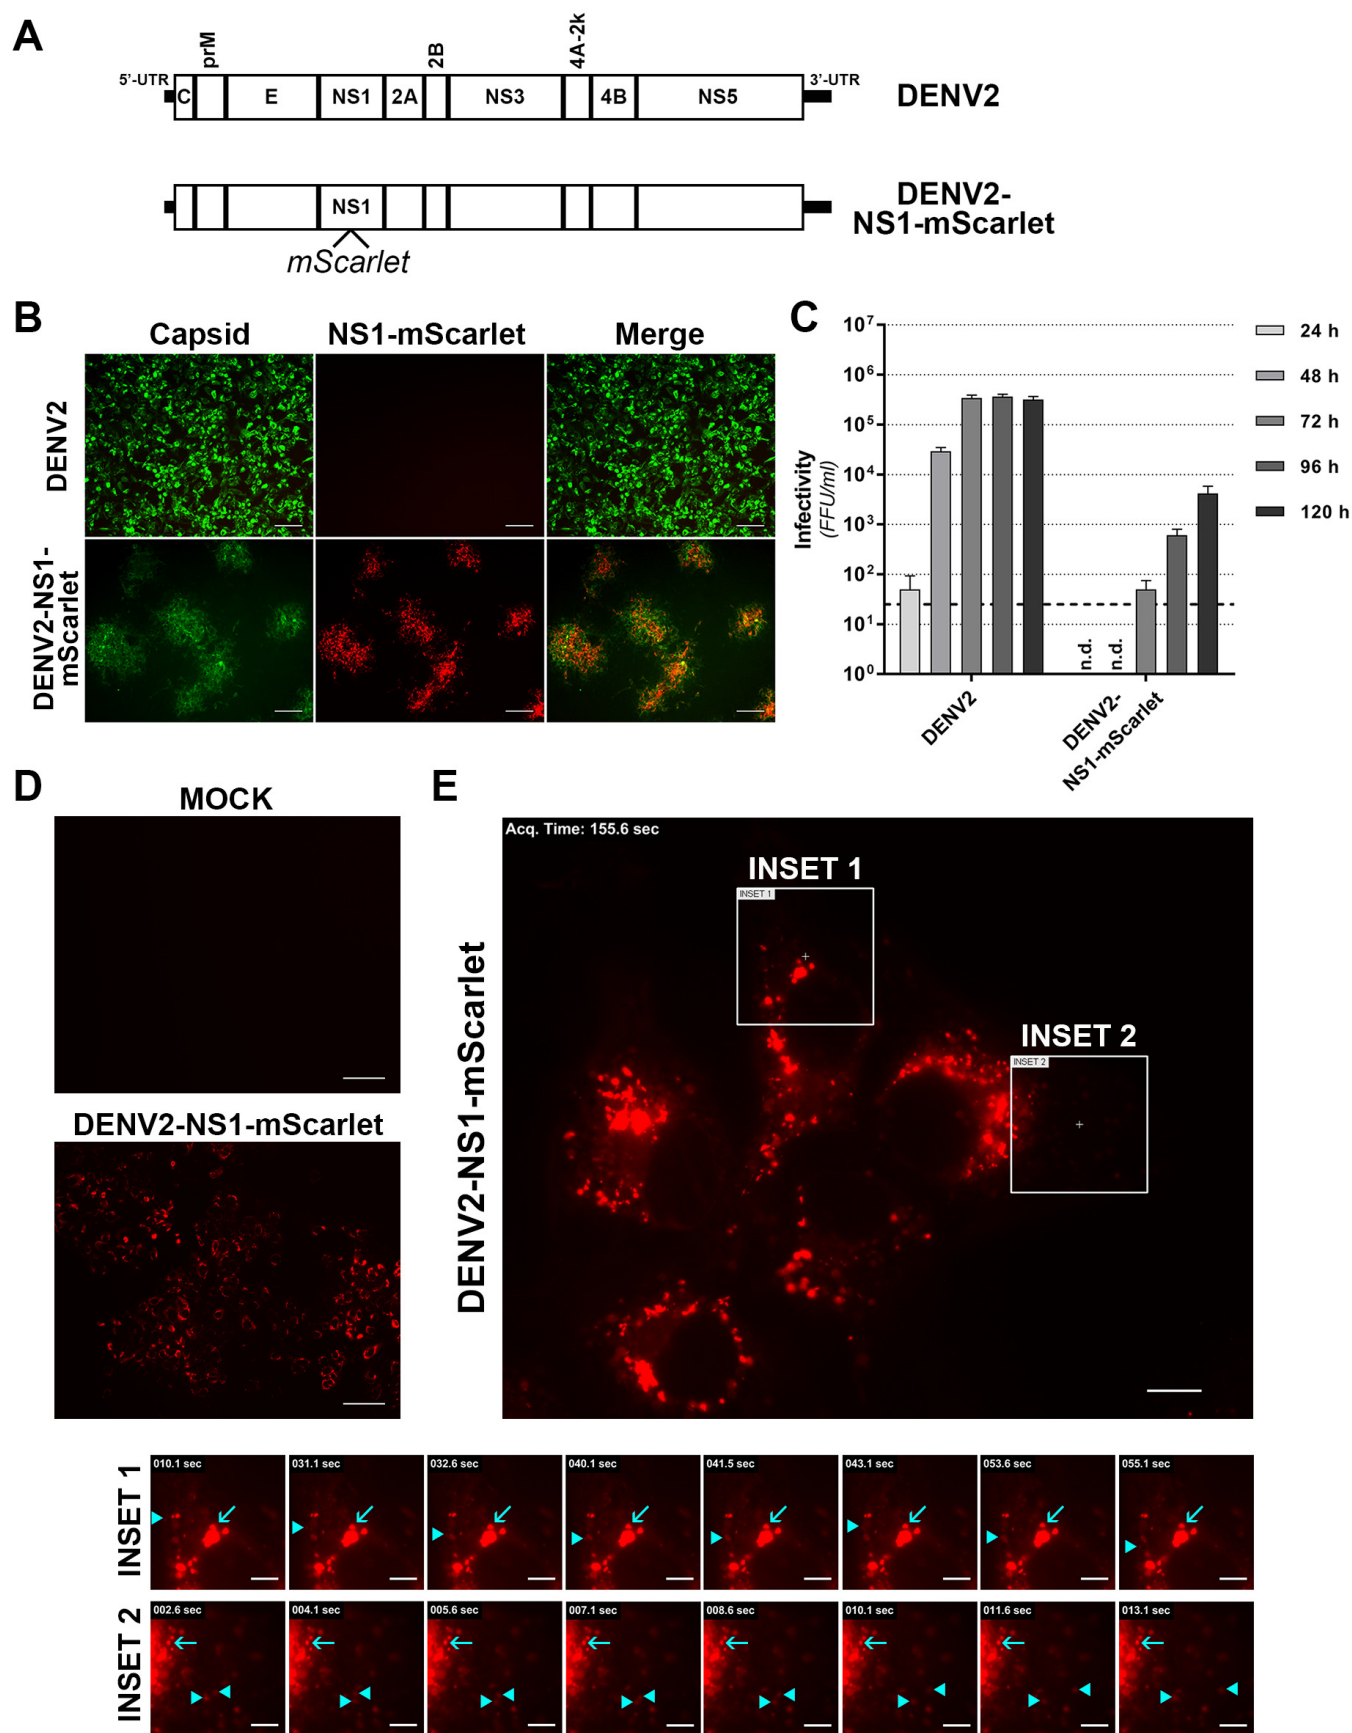 A
prM
2B
4A-2k
5'-UTR
3'-UTR
C
E
NS1
2A
NS3
4B
NS5
DENV2
NS1
DENV2-
NS1-mScarlet
mScarlet
B
Capsid
NS1-mScarlet
Merge
DENV2
DENV2-NS1-
mScarlet
C
Infectivity
(FFU/ml)
10⁷
10⁶
10⁵
10⁴
10³
10²
10¹
10⁰
n.d.
n.d.
DENV2
DENV2-
NS1-mScarlet
24 h
48 h
72 h
96 h
120 h
D
MOCK
DENV2-NS1-mScarlet
E
DENV2-NS1-mScarlet
Acq. Time: 155.6 sec
INSET 1
INSET 1
INSET 2
INSET 2
INSET 1
010.1 sec
031.1 sec
032.6 sec
040.1 sec
041.5 sec
043.1 sec
053.6 sec
055.1 sec
INSET 2
002.6 sec
004.1 sec
005.6 sec
007.1 sec
008.6 sec
010.1 sec
011.6 sec
013.1 sec